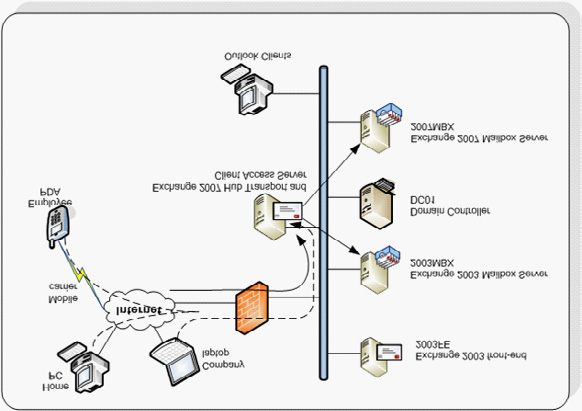 Home
PC
Company
laptop
Exchange 2003 front-end
2003FE
Internet
Mobile
carrier
Exchange 2003 Mailbox Server
2003MBX
Employee
PDA
Domain Controller
DC01
Exchange 2007 Hub Transport and
Client Access Server
Exchange 2007 Mailbox Server
2007MBX
Outlook Clients